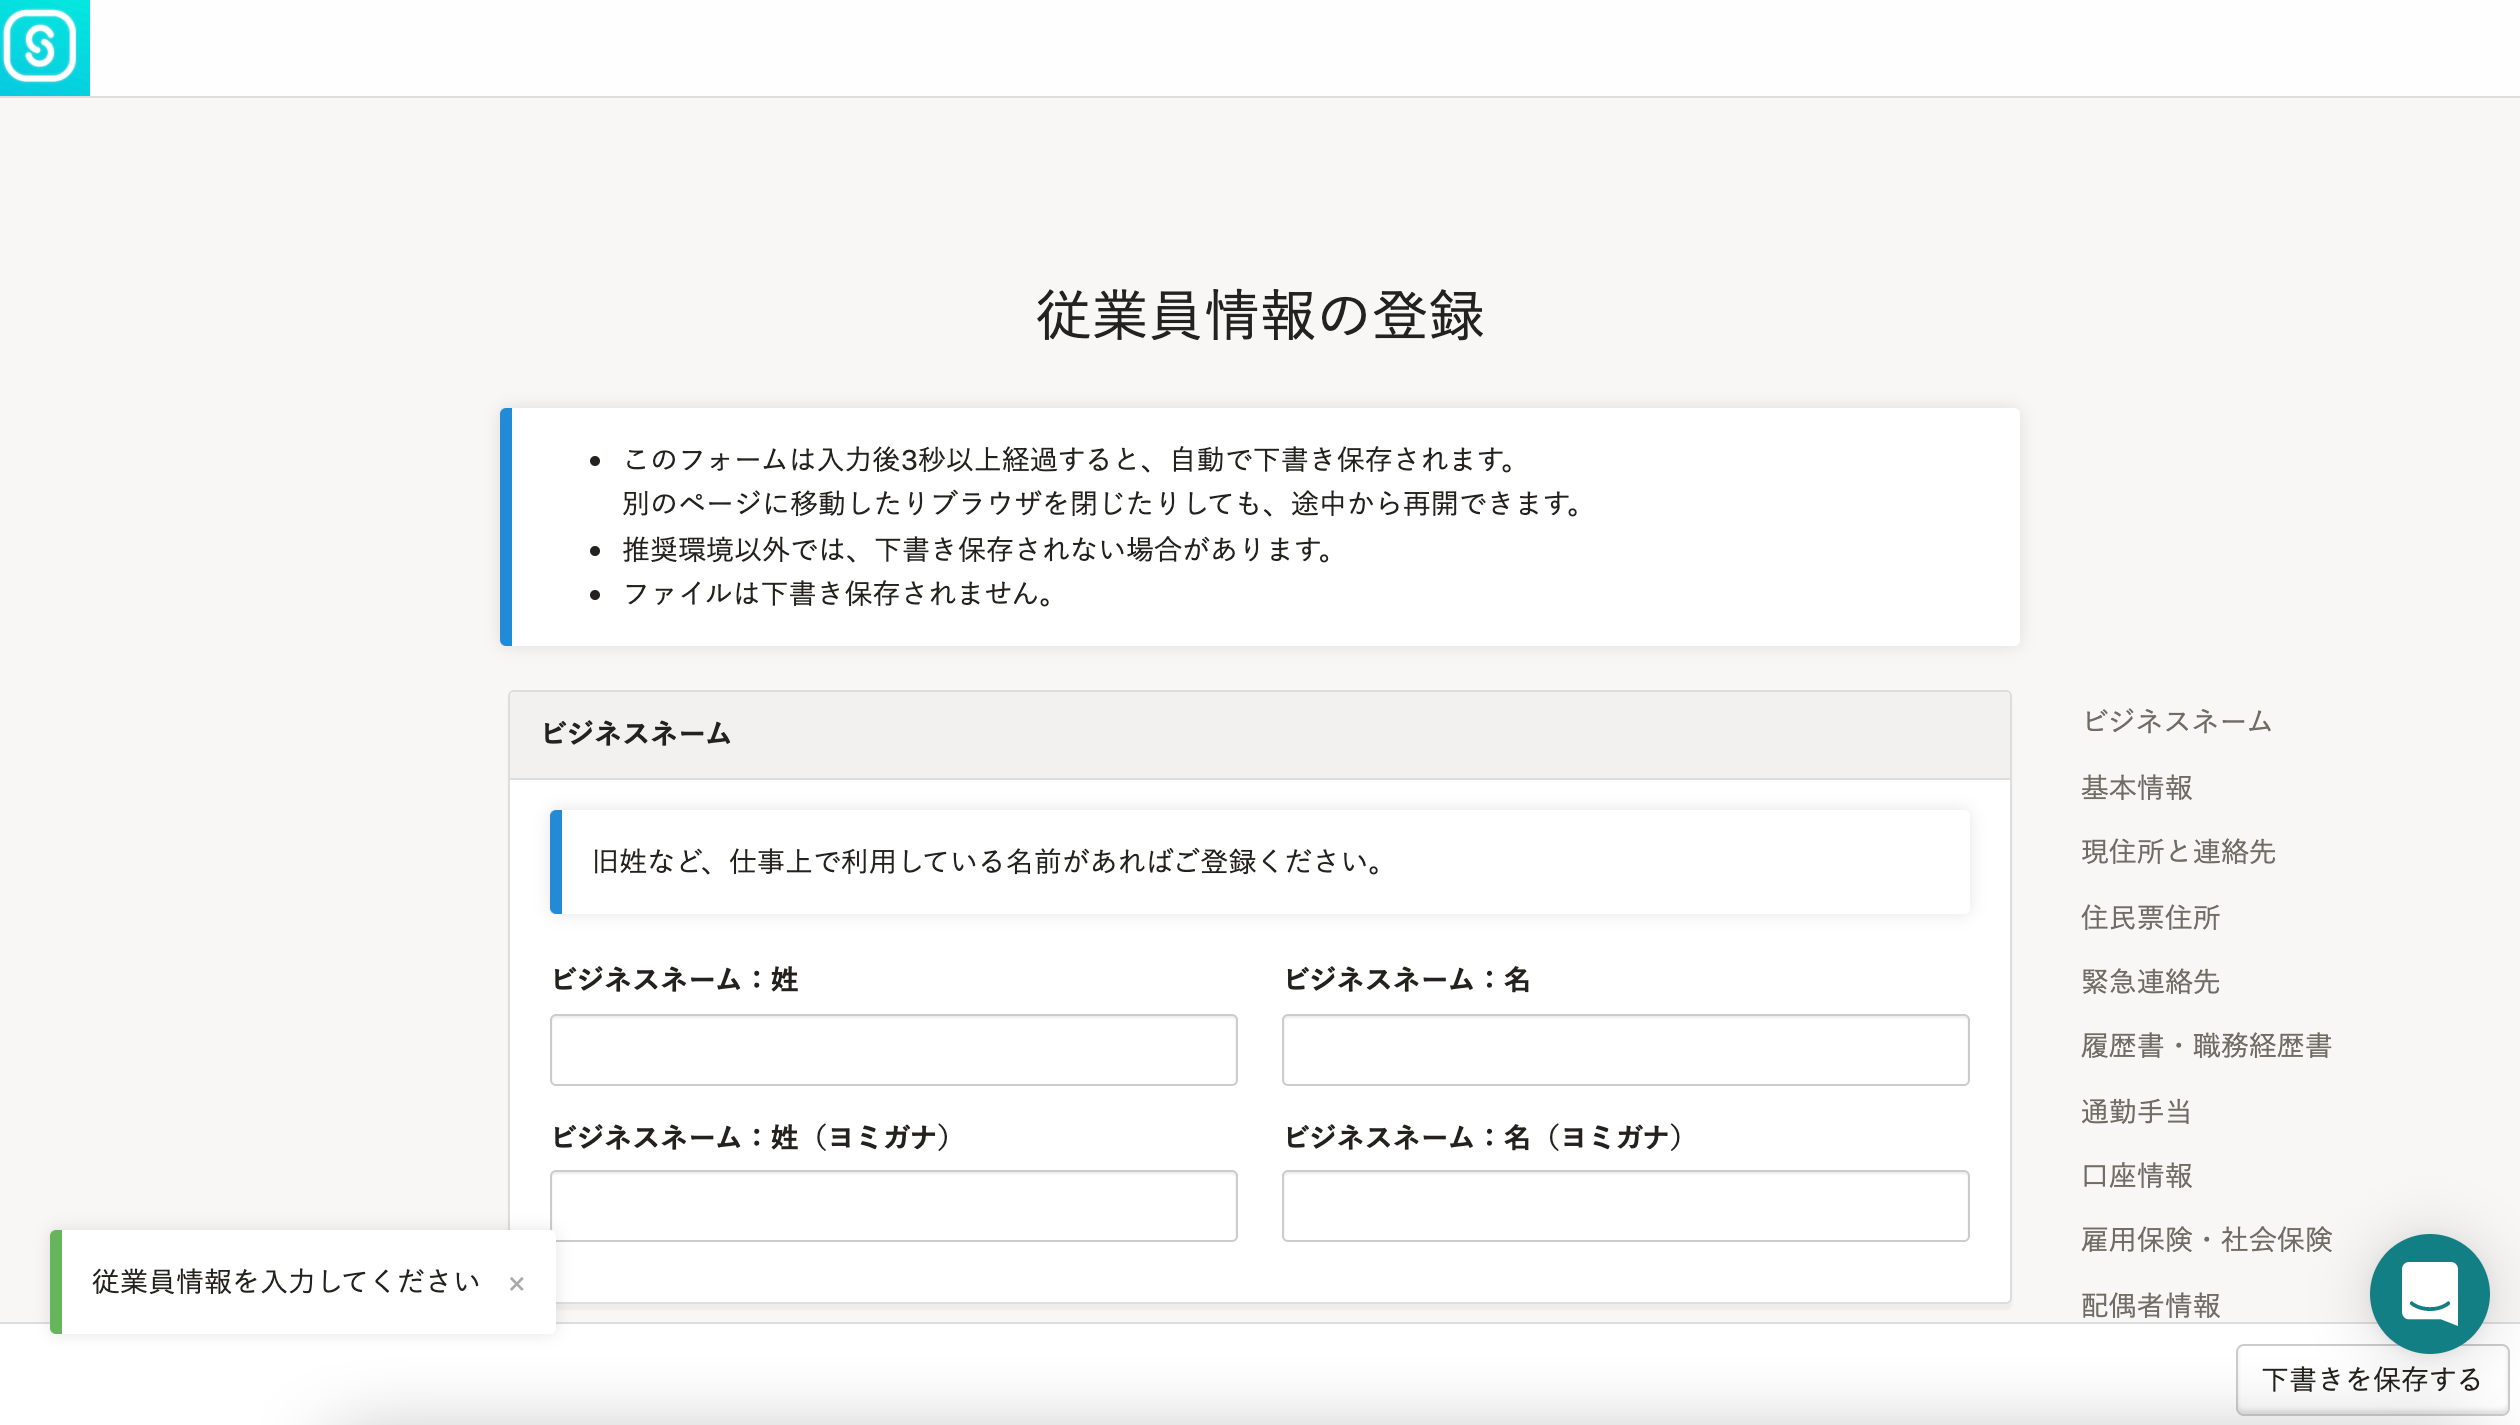 従業員情報の登録
このフォームは入力後3秒以上経過すると、自動で下書き保存されます。
別のページに移動したりブラウザを閉じたりしても、途中から再開できます。
推奨環境以外では、下書き保存されない場合があります。
ファイルは下書き保存されません。
ビジネスネーム
旧姓など、仕事上で利用している名前があればご登録ください。
ビジネスネーム：姓
ビジネスネーム：名
ビジネスネーム：姓（ヨミガナ）
ビジネスネーム：名（ヨミガナ）
ビジネスネーム
基本情報
現住所と連絡先
住民票住所
緊急連絡先
履歴書・職務経歴書
通勤手当
口座情報
雇用保険・社会保険
配偶者情報
従業員情報を入力してください ×
下書きを保存する